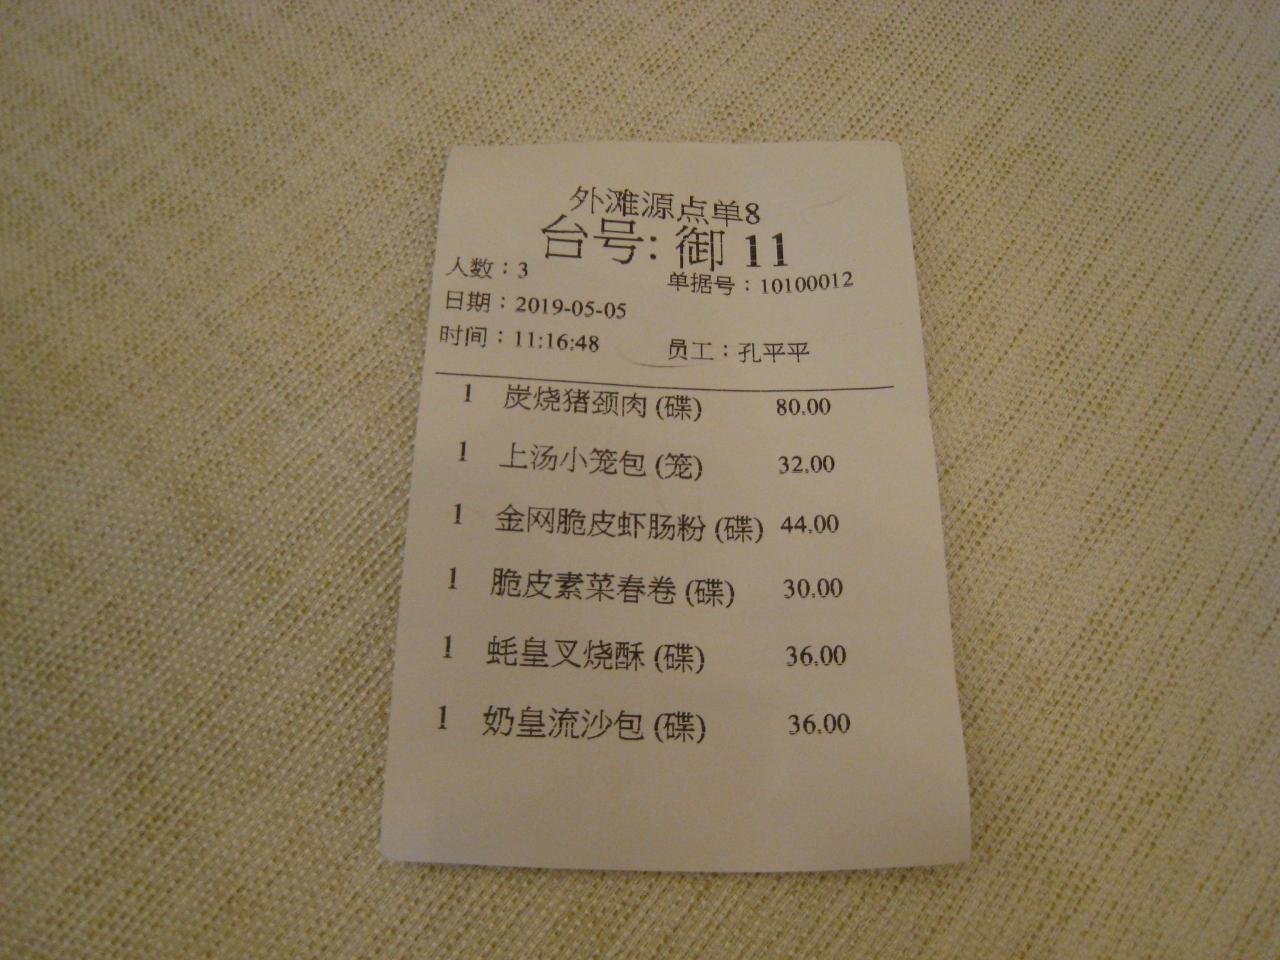 外滩源点单8
台号: 御 11
人数：3 单据号：10100012
日期：2019-05-05
时间：11:16:48 员工：孔平平
1 炭烧猪颈肉 (碟) 80.00
1 上汤小笼包 (笼) 32.00
1 金网脆皮虾肠粉 (碟) 44.00
1 脆皮素菜春卷 (碟) 30.00
1 蚝皇叉烧酥 (碟) 36.00
1 奶皇流沙包 (碟) 36.00